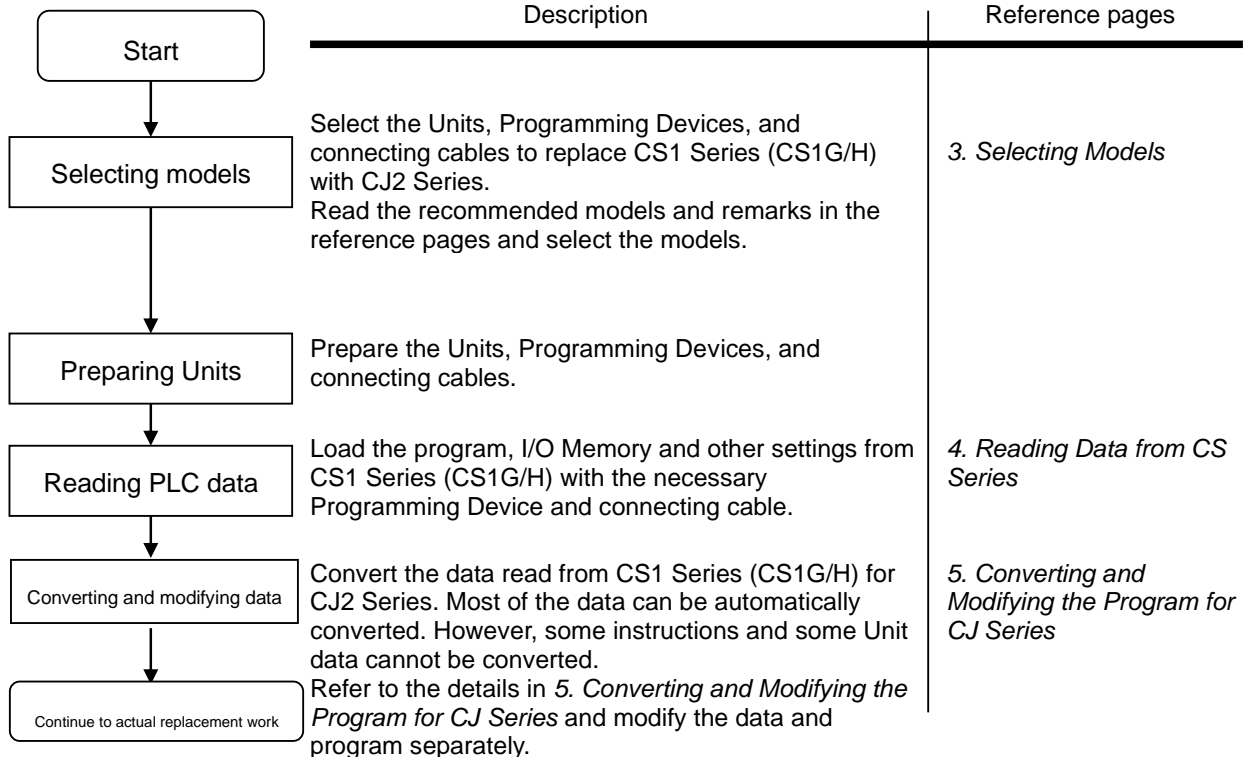 Description
Reference pages
Start
Selecting models
Select the Units, Programming Devices, and
connecting cables to replace CS1 Series (CS1G/H)
with CJ2 Series.
Read the recommended models and remarks in the
reference pages and select the models.
3. Selecting Models
Preparing Units
Prepare the Units, Programming Devices, and
connecting cables.
Reading PLC data
Load the program, I/O Memory and other settings from
CS1 Series (CS1G/H) with the necessary
Programming Device and connecting cable.
4. Reading Data from CS
Series
Converting and modifying data
Convert the data read from CS1 Series (CS1G/H) for
CJ2 Series. Most of the data can be automatically
converted. However, some instructions and some Unit
data cannot be converted.
Refer to the details in 5. Converting and Modifying the
Program for CJ Series and modify the data and
program separately.
5. Converting and
Modifying the Program for
CJ Series
Continue to actual replacement work